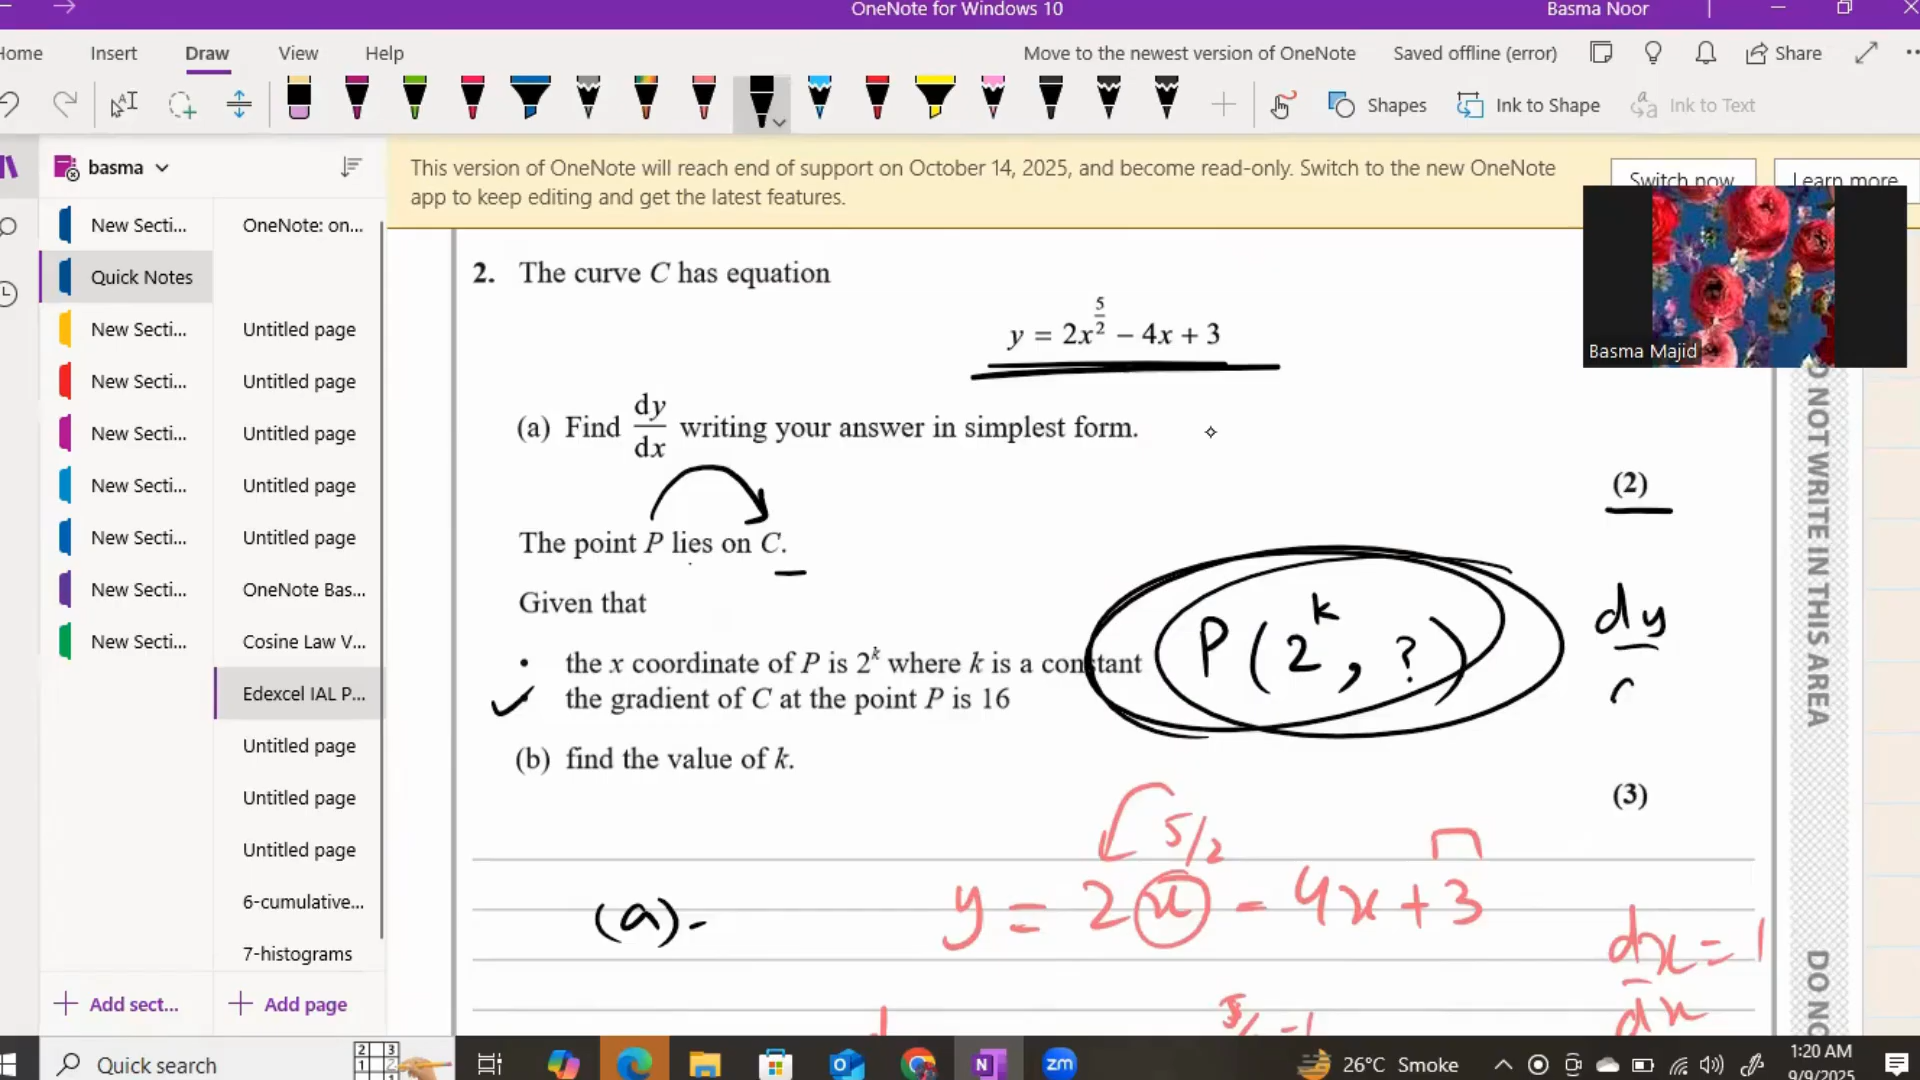 OneNote for Windows 10
Basma Noor
Home Insert Draw View Help
Move to the newest version of OneNote
Saved offline (error)
Share
Shapes
Ink to Shape
Ink to Text
basma
This version of OneNote will reach end of support on October 14, 2025, and become read-only. Switch to the new OneNote
app to keep editing and get the latest features.
Switch now
Learn more
Basma Majid
New Secti...
Quick Notes
New Secti...
New Secti...
New Secti...
New Secti...
New Secti...
New Secti...
New Secti...
OneNote: on...
Untitled page
Untitled page
Untitled page
Untitled page
Untitled page
OneNote Bas...
Cosine Law V...
Edexcel IAL P...
Untitled page
Untitled page
Untitled page
6-cumulative...
7-histograms
Add sect...
Add page
2. The curve C has equation
y = 2x^(5/2) − 4x + 3
(a) Find dy/dx writing your answer in simplest form.
(2)
The point P lies on C.
Given that
• the x coordinate of P is 2^k where k is a constant
the gradient of C at the point P is 16
P(2^k, ?)
dy
(b) find the value of k.
(3)
(a).
y = 2x^(5/2) - 4x + 3
dx/dx = 1
O NOT WRITE IN THIS AREA
DO NO
Quick search
zm
26°C Smoke
1:20 AM
9/9/2025